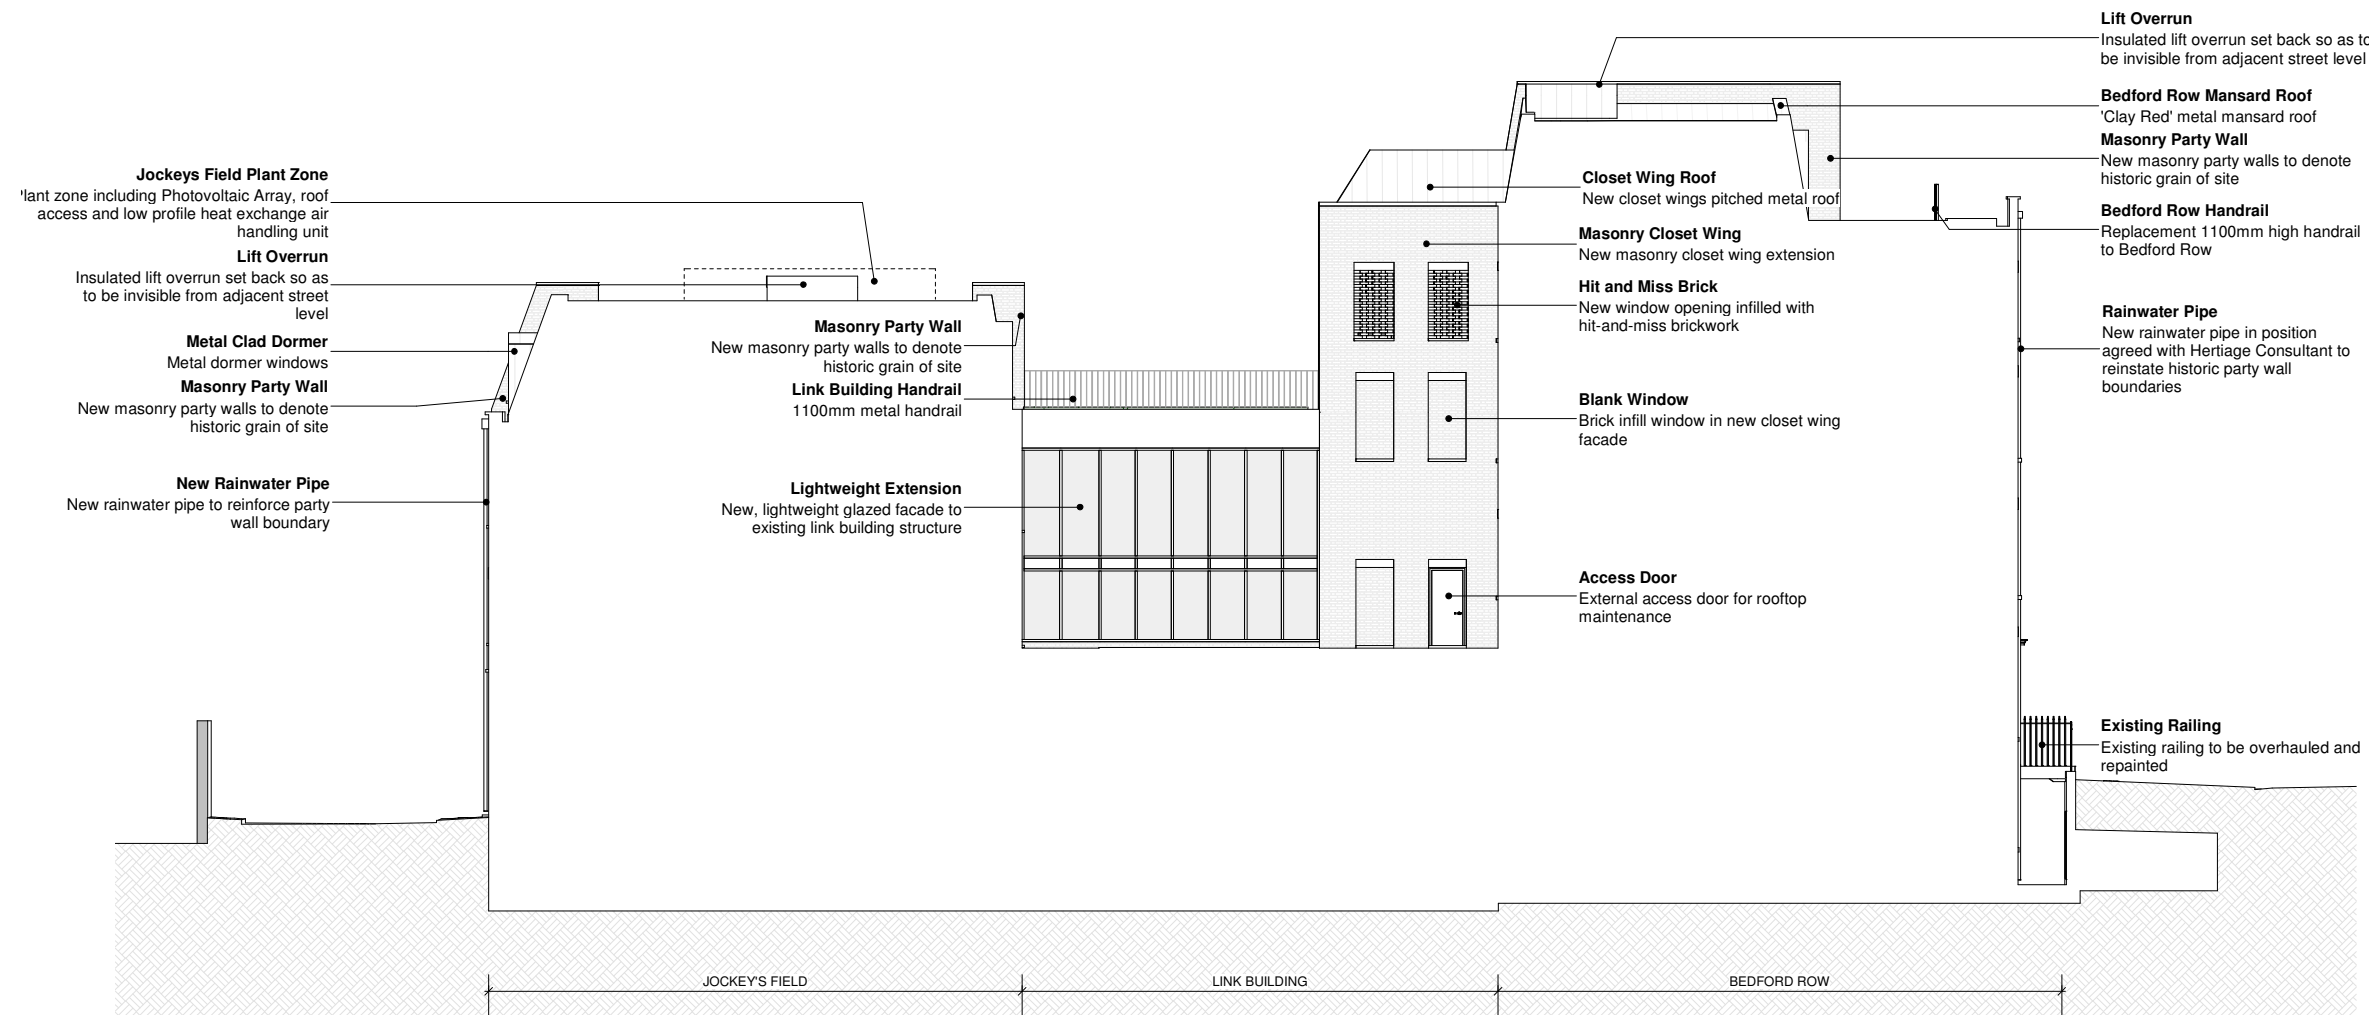 Jockeys Field Plant Zone
Plant zone including Photovoltaic Array, roof
access and low profile heat exchange air
handling unit
Lift Overrun
Insulated lift overrun set back so as
to be invisible from adjacent street
level
Metal Clad Dormer
Metal dormer windows
Masonry Party Wall
New masonry party walls to denote
historic grain of site
New Rainwater Pipe
New rainwater pipe to reinforce party
wall boundary
Masonry Party Wall
New masonry party walls to denote
historic grain of site
Link Building Handrail
1100mm metal handrail
Lightweight Extension
New, lightweight glazed facade to
existing link building structure
Closet Wing Roof
New closet wings pitched metal roof
Masonry Closet Wing
New masonry closet wing extension
Hit and Miss Brick
New window opening infilled with
hit-and-miss brickwork
Blank Window
Brick infill window in new closet wing
facade
Access Door
External access door for rooftop
maintenance
Lift Overrun
Insulated lift overrun set back so as to
be invisible from adjacent street level
Bedford Row Mansard Roof
'Clay Red' metal mansard roof
Masonry Party Wall
New masonry party walls to denote
historic grain of site
Bedford Row Handrail
Replacement 1100mm high handrail
to Bedford Row
Rainwater Pipe
New rainwater pipe in position
agreed with Hertiage Consultant to
reinstate historic party wall
boundaries
Existing Railing
Existing railing to be overhauled and
repainted
JOCKEY'S FIELD
LINK BUILDING
BEDFORD ROW